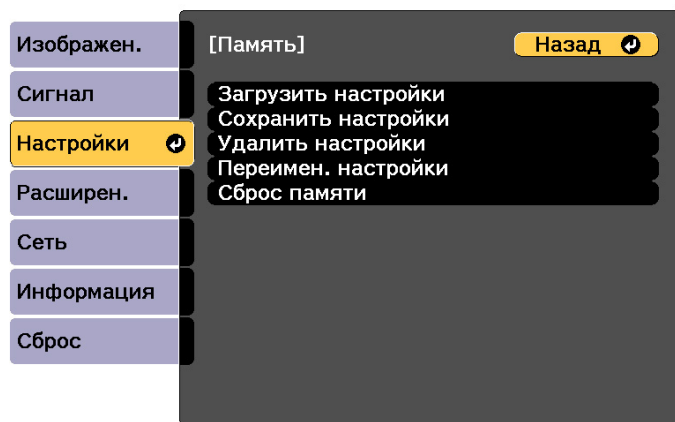 Изображен.
Сигнал
Настройки
Расширен.
Сеть
Информация
Сброс
[Память]
Назад
Загрузить настройки
Сохранить настройки
Удалить настройки
Переимен. настройки
Сброс памяти